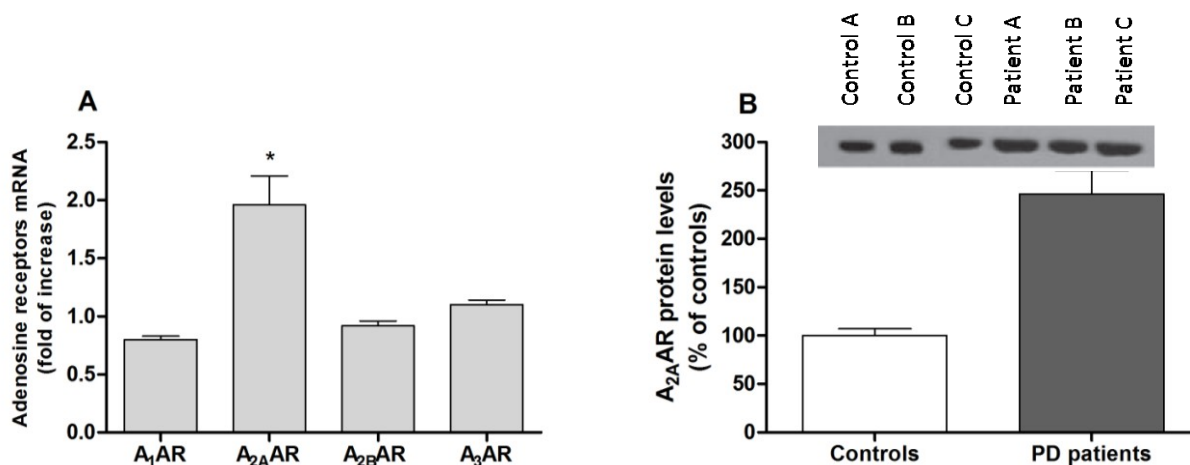 A
Adenosine receptors mRNA
(fold of increase)
2.5
2.0
1.5
1.0
0.5
0.0
*
A₁AR
A₂ₐAR
A₂ʙAR
A₃AR
B
Control A
Control B
Control C
Patient A
Patient B
Patient C
A₂ₐAR protein levels
(% of controls)
300
250
200
150
100
50
0
Controls
PD patients